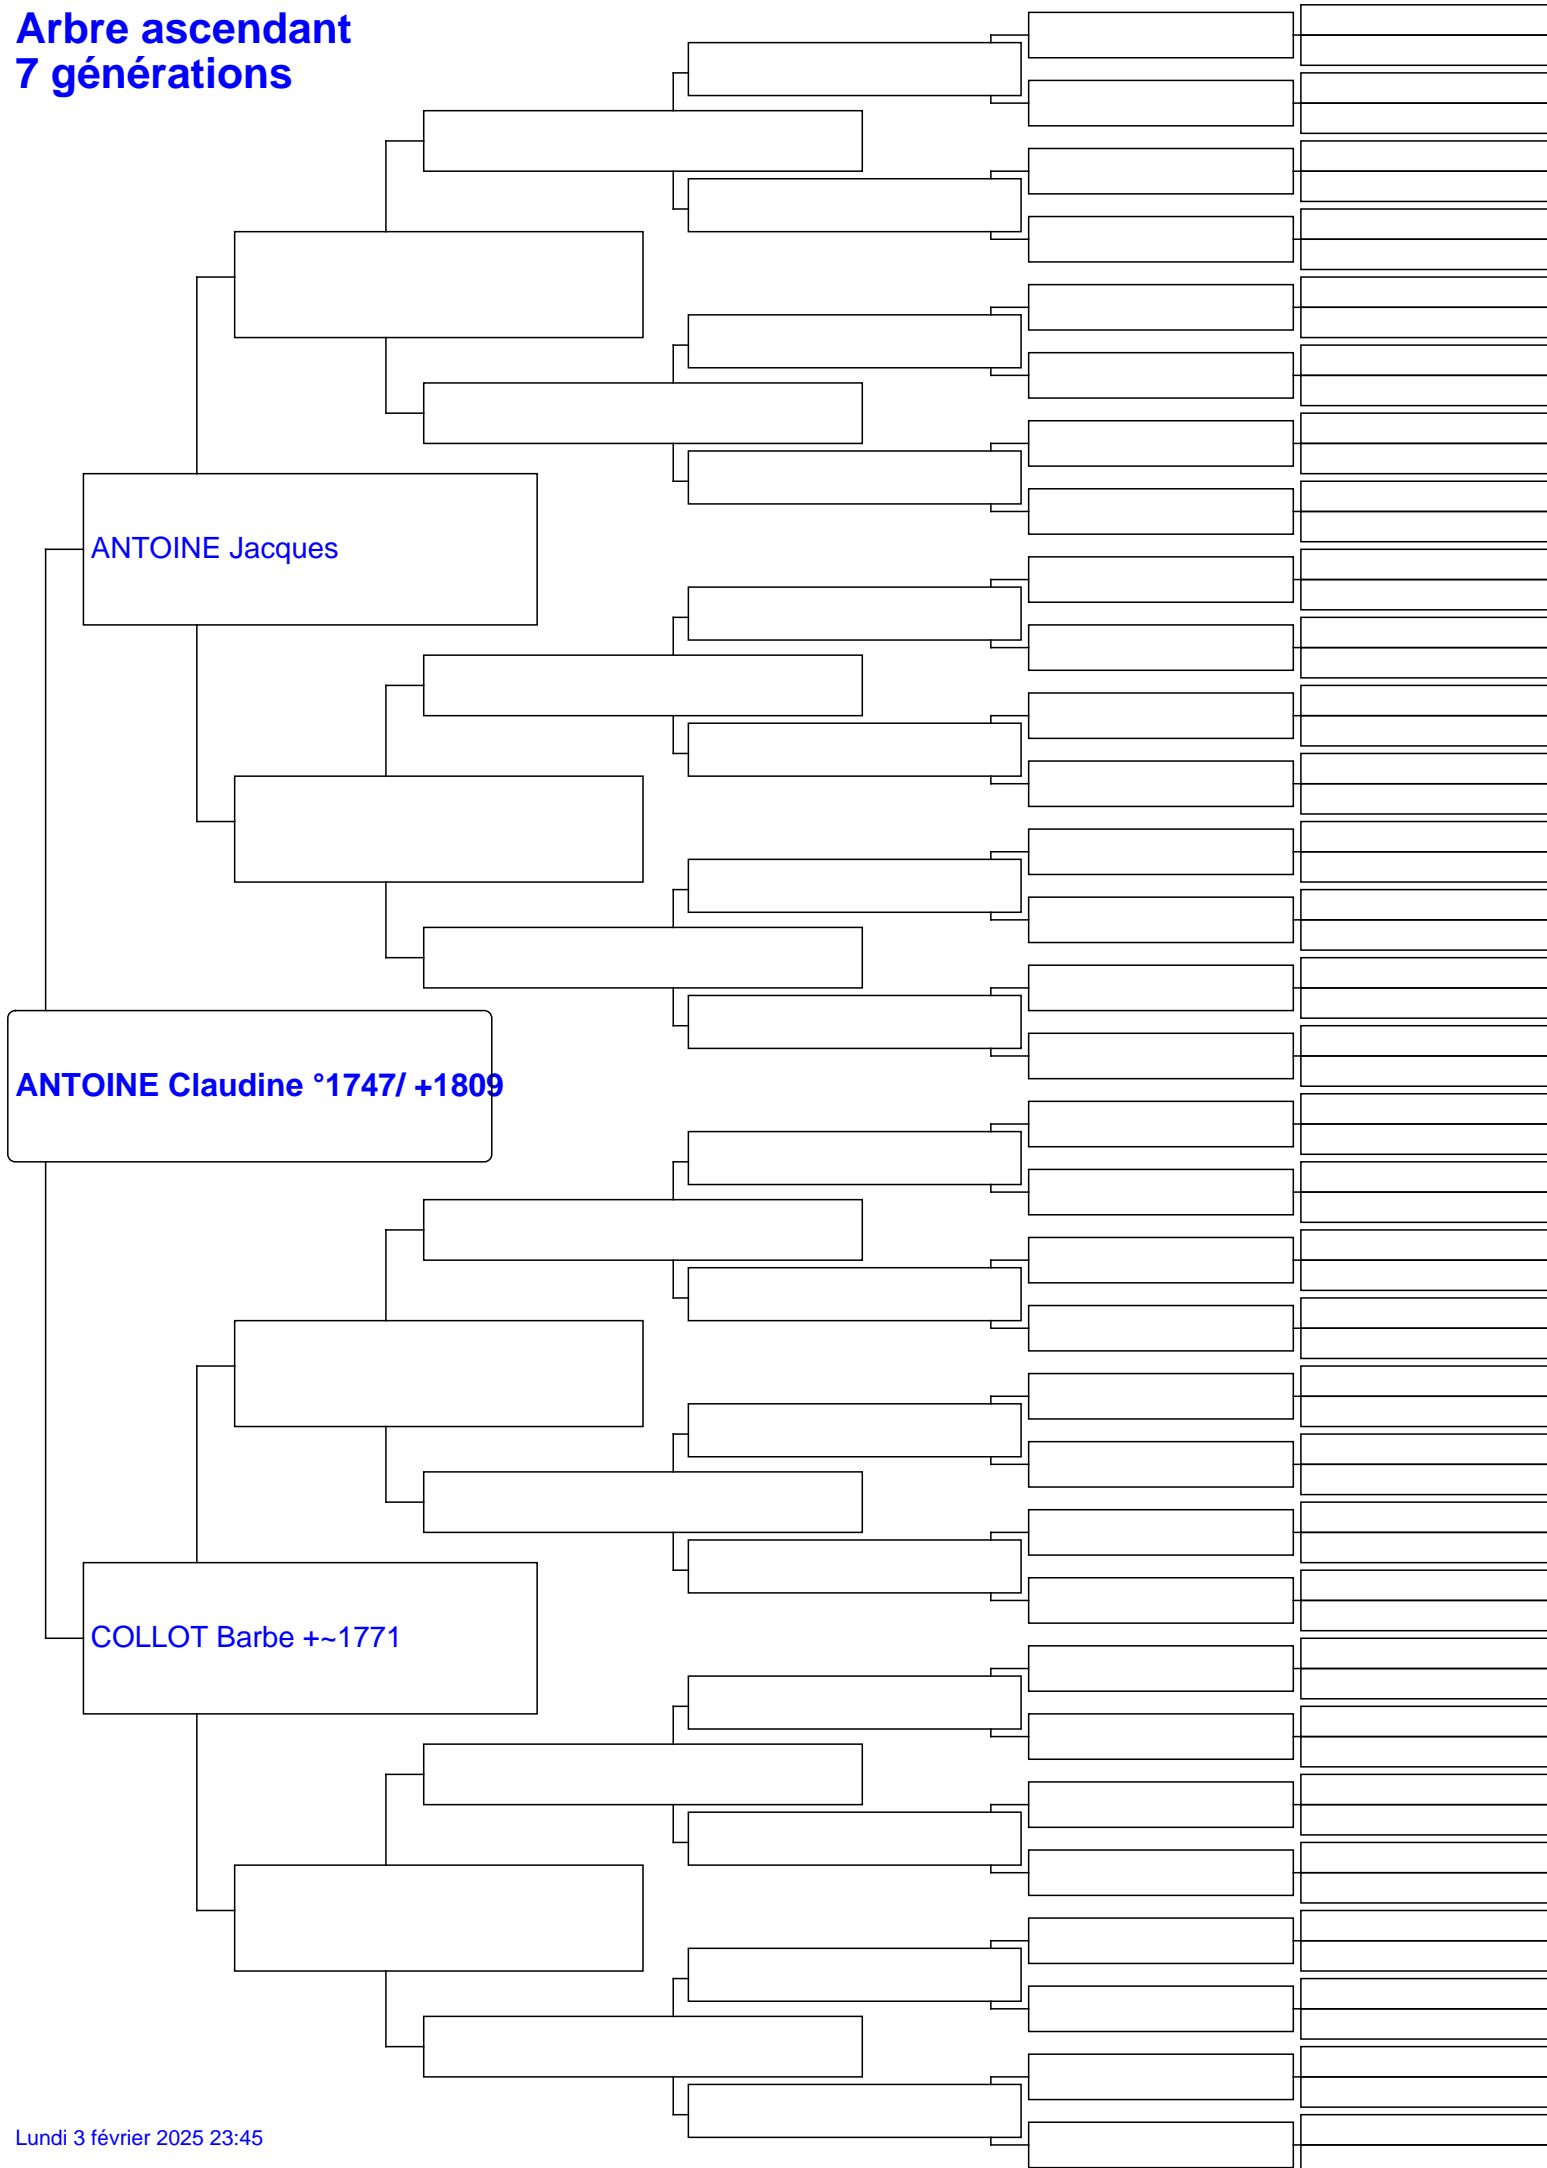 Arbre ascendant
7 générations
ANTOINE Jacques
ANTOINE Claudine °1747/ +1809
COLLOT Barbe +~1771
Lundi 3 février 2025 23:45